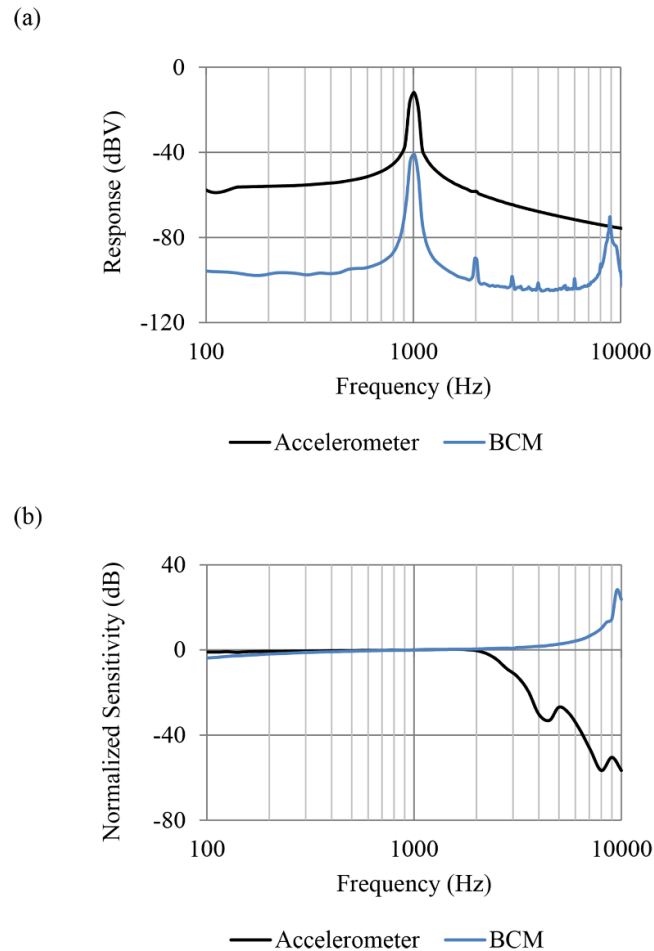 (a)
Response (dBV)
0
-40
-80
-120
100
1000
10000
Frequency (Hz)
Accelerometer
BCM
(b)
Normalized Sensitivity (dB)
40
0
-40
-80
100
1000
10000
Frequency (Hz)
Accelerometer
BCM